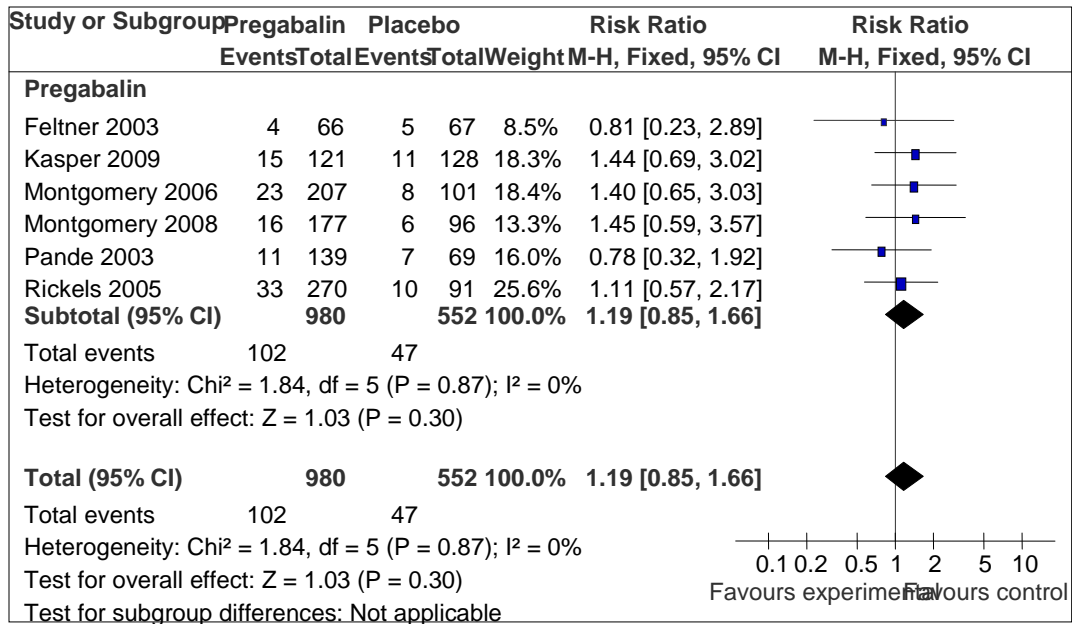 Study or Subgroup Pregabalin Placebo Risk Ratio Risk Ratio
Events Total Events Total Weight M-H, Fixed, 95% CI M-H, Fixed, 95% CI
Pregabalin
Feltner 2003 4 66 5 67 8.5% 0.81 [0.23, 2.89]
Kasper 2009 15 121 11 128 18.3% 1.44 [0.69, 3.02]
Montgomery 2006 23 207 8 101 18.4% 1.40 [0.65, 3.03]
Montgomery 2008 16 177 6 96 13.3% 1.45 [0.59, 3.57]
Pande 2003 11 139 7 69 16.0% 0.78 [0.32, 1.92]
Rickels 2005 33 270 10 91 25.6% 1.11 [0.57, 2.17]
Subtotal (95% CI) 980 552 100.0% 1.19 [0.85, 1.66]
Total events 102 47
Heterogeneity: Chi² = 1.84, df = 5 (P = 0.87); I² = 0%
Test for overall effect: Z = 1.03 (P = 0.30)
Total (95% CI) 980 552 100.0% 1.19 [0.85, 1.66]
Total events 102 47
Heterogeneity: Chi² = 1.84, df = 5 (P = 0.87); I² = 0%
Test for overall effect: Z = 1.03 (P = 0.30)
Test for subgroup differences: Not applicable
0.1 0.2 0.5 1 2 5 10
Favours experimental Favours control